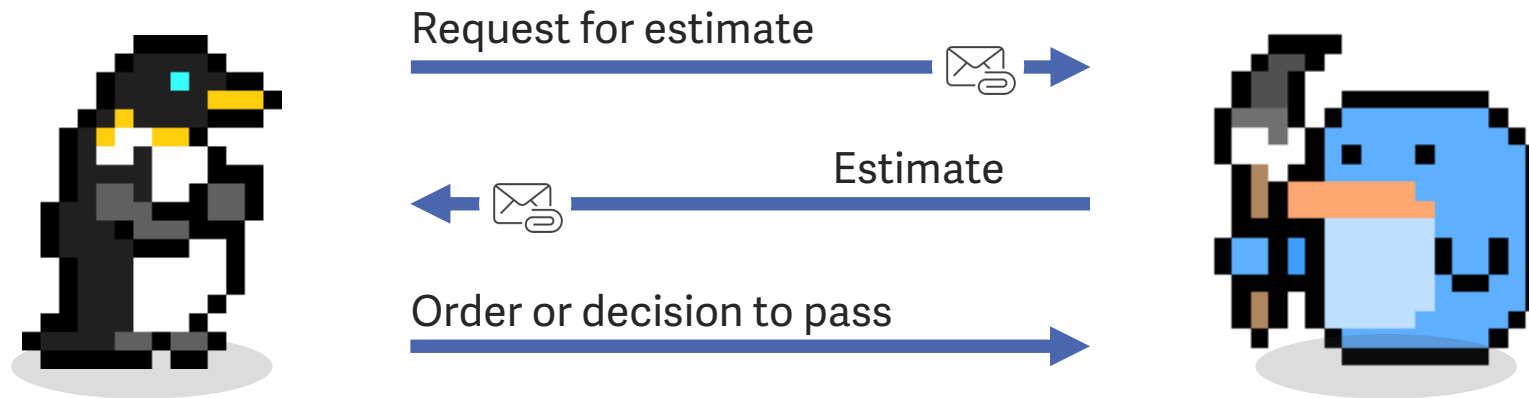 Request for estimate
Estimate
Order or decision to pass